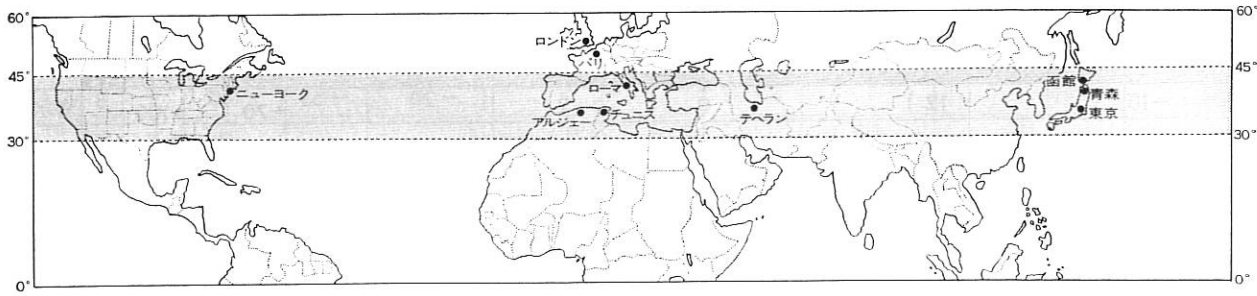 60°
60°
ロンドン
パリ
45°
45°
函館
ニューヨーク
ローマ
青森
アルジェー
チュニス
テヘラン
東京
30°
30°
0°
0°